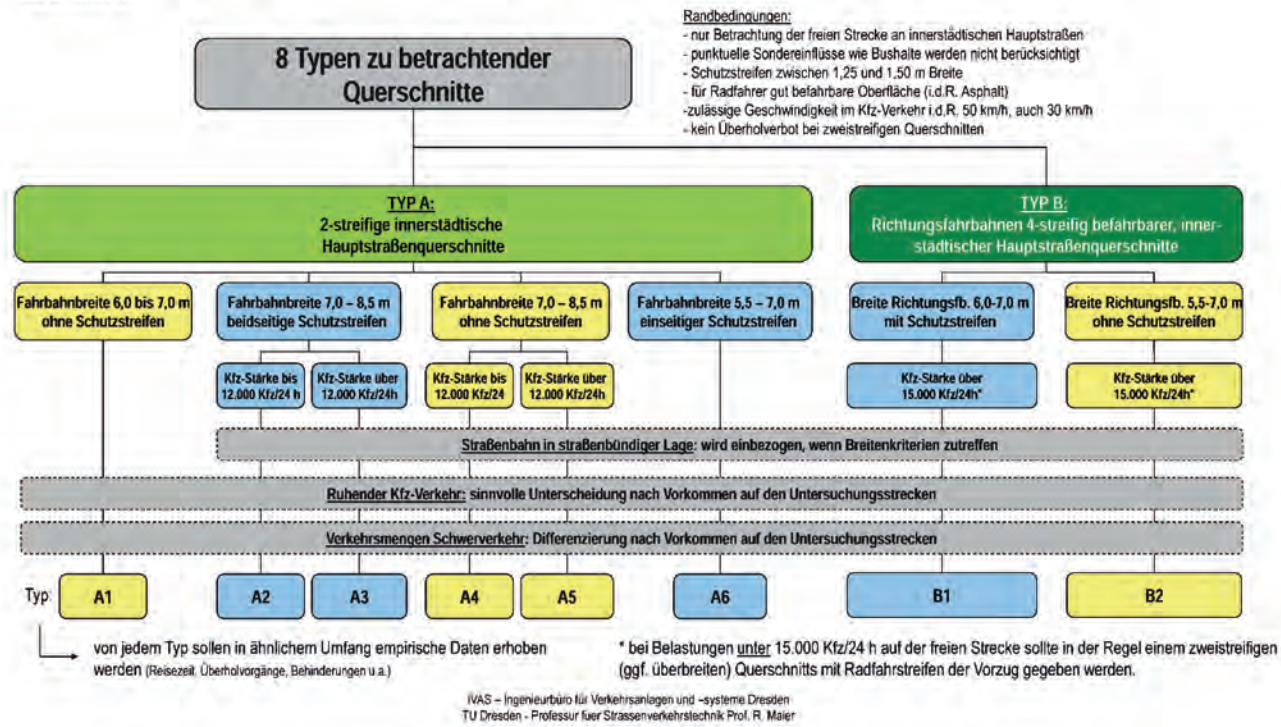 Randbedingungen:
- nur Betrachtung der freien Strecke an innerstädtischen Hauptstraßen
- punktuelle Sondereinflüsse wie Bushalte werden nicht berücksichtigt
- Schutzstreifen zwischen 1,25 und 1,50 m Breite
- für Radfahrer gut befahrbare Oberfläche (i.d.R. Asphalt)
-zulässige Geschwindigkeit im Kfz-Verkehr i.d.R. 50 km/h, auch 30 km/h
- kein Überholverbot bei zweistreifigen Querschnitten
8 Typen zu betrachtender
Querschnitte
TYP A:
2-streifige innerstädtische
Hauptstraßenquerschnitte
TYP B:
Richtungsfahrbahnen 4-streifig befahrbarer, inner-
städtischer Hauptstraßenquerschnitte
Fahrbahnbreite 6,0 bis 7,0 m
ohne Schutzstreifen
Fahrbahnbreite 7,0 – 8,5 m
beidseitige Schutzstreifen
Fahrbahnbreite 7,0 – 8,5 m
ohne Schutzstreifen
Fahrbahnbreite 5,5 – 7,0 m
einseitiger Schutzstreifen
Breite Richtungsfb. 6,0-7,0 m
mit Schutzstreifen
Breite Richtungsfb. 5,5-7,0 m
ohne Schutzstreifen
Kfz-Stärke bis
12.000 Kfz/24 h
Kfz-Stärke über
12.000 Kfz/24h
Kfz-Stärke bis
12.000 Kfz/24
Kfz-Stärke über
12.000 Kfz/24h
Kfz-Stärke über
15.000 Kfz/24h*
Kfz-Stärke über
15.000 Kfz/24h*
Straßenbahn in straßenbündiger Lage: wird einbezogen, wenn Breitenkriterien zutreffen
Ruhender Kfz-Verkehr: sinnvolle Unterscheidung nach Vorkommen auf den Untersuchungsstrecken
Verkehrsmengen Schwerverkehr: Differenzierung nach Vorkommen auf den Untersuchungsstrecken
Typ: A1 A2 A3 A4 A5 A6 B1 B2
von jedem Typ sollen in ähnlichem Umfang empirische Daten erhoben
werden (Reisezeit, Überholvorgänge, Behinderungen u.a.)
* bei Belastungen unter 15.000 Kfz/24 h auf der freien Strecke sollte in der Regel einem zweistreifigen
(ggf. überbreiten) Querschnitts mit Radfahrstreifen der Vorzug gegeben werden.
IVAS – Ingenieurbüro für Verkehrsanlagen und –systeme Dresden
TU Dresden - Professur fuer Strassenverkehrstechnik Prof. R. Maier